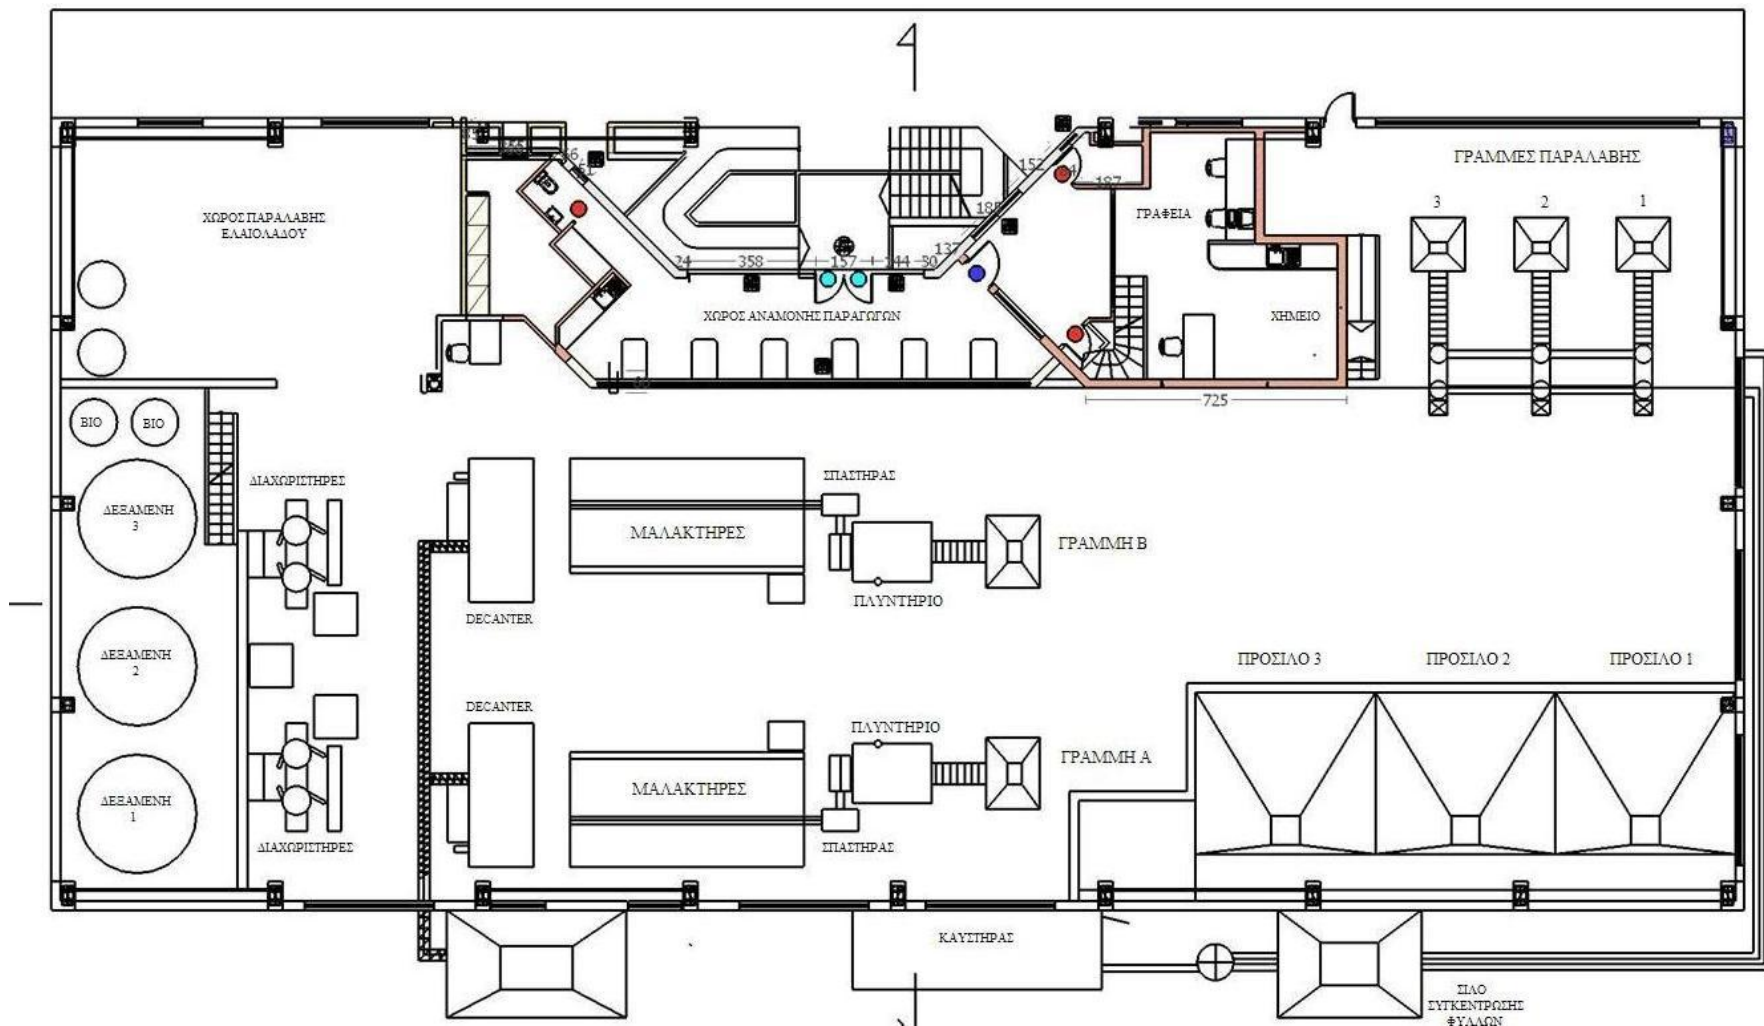 152
187
185
137
24
358
157
144
30
ΓΡΑΜΜΕΣ ΠΑΡΑΛΑΒΗΣ
3
2
1
ΧΩΡΟΣ ΠΑΡΑΛΑΒΗΣ
ΕΛΑΙΟΛΑΔΟΥ
ΓΡΑΦΕΙΑ
ΧΩΡΟΣ ΑΝΑΜΟΝΗΣ ΠΑΡΑΓΩΓΩΝ
ΧΗΜΕΙΟ
725
ΒΙΟ
ΒΙΟ
ΔΙΑΧΩΡΙΣΤΗΡΕΣ
ΣΠΑΣΤΗΡΑΣ
ΔΕΞΑΜΕΝΗ
3
ΜΑΛΑΚΤΗΡΕΣ
ΓΡΑΜΜΗ Β
ΠΛΥΝΤΗΡΙΟ
DECANTER
ΔΕΞΑΜΕΝΗ
2
ΠΡΟΣΙΛΟ 3
ΠΡΟΣΙΛΟ 2
ΠΡΟΣΙΛΟ 1
DECANTER
ΠΛΥΝΤΗΡΙΟ
ΓΡΑΜΜΗ Α
ΜΑΛΑΚΤΗΡΕΣ
ΔΕΞΑΜΕΝΗ
1
ΔΙΑΧΩΡΙΣΤΗΡΕΣ
ΣΠΑΣΤΗΡΑΣ
ΚΑΥΣΤΗΡΑΣ
ΣΙΛΟ
ΣΥΓΚΕΝΤΡΩΣΗΣ
ΦΥΛΛΩΝ